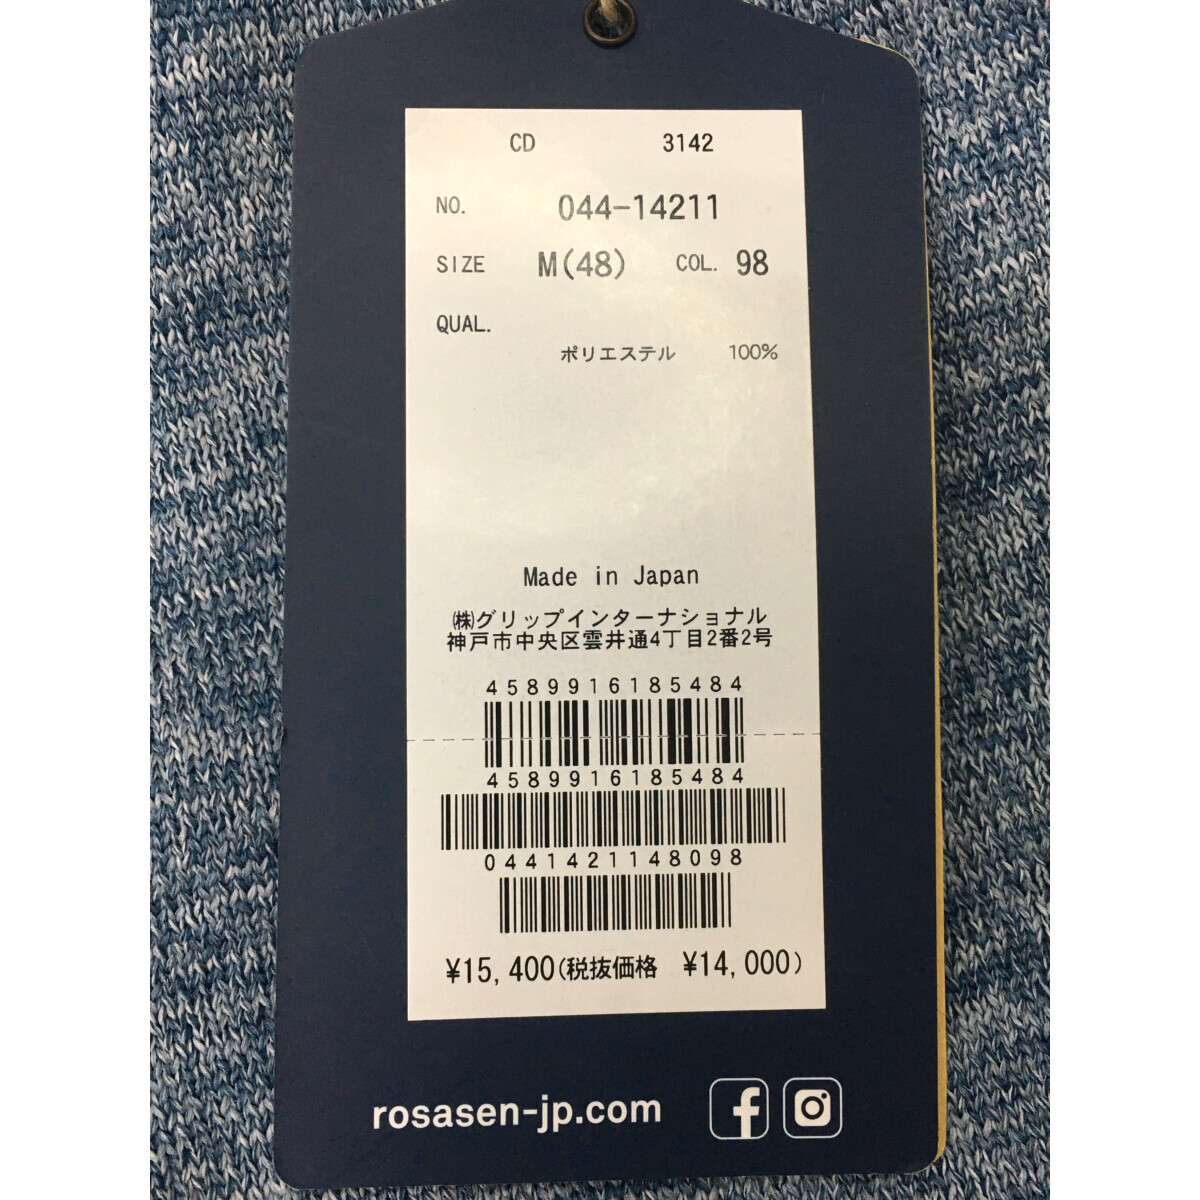 CD 3142
NO. 044-14211
SIZE M(48) COL. 98
QUAL.
ポリエステル 100%
Made in Japan
㈱グリップインターナショナル
神戸市中央区雲井通4丁目2番2号
4589916185484
4589916185484
0441421148098
¥15,400(税抜価格 ¥14,000)
rosasen-jp.com